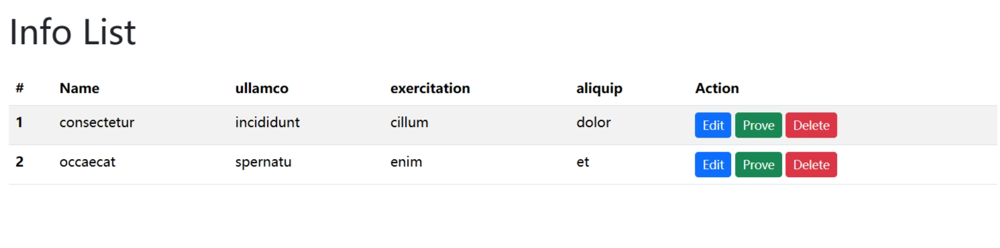 Info List
# Name ullamco exercitation aliquip Action
1 consectetur incididunt cillum dolor Edit Prove Delete
2 occaecat spernatu enim et Edit Prove Delete